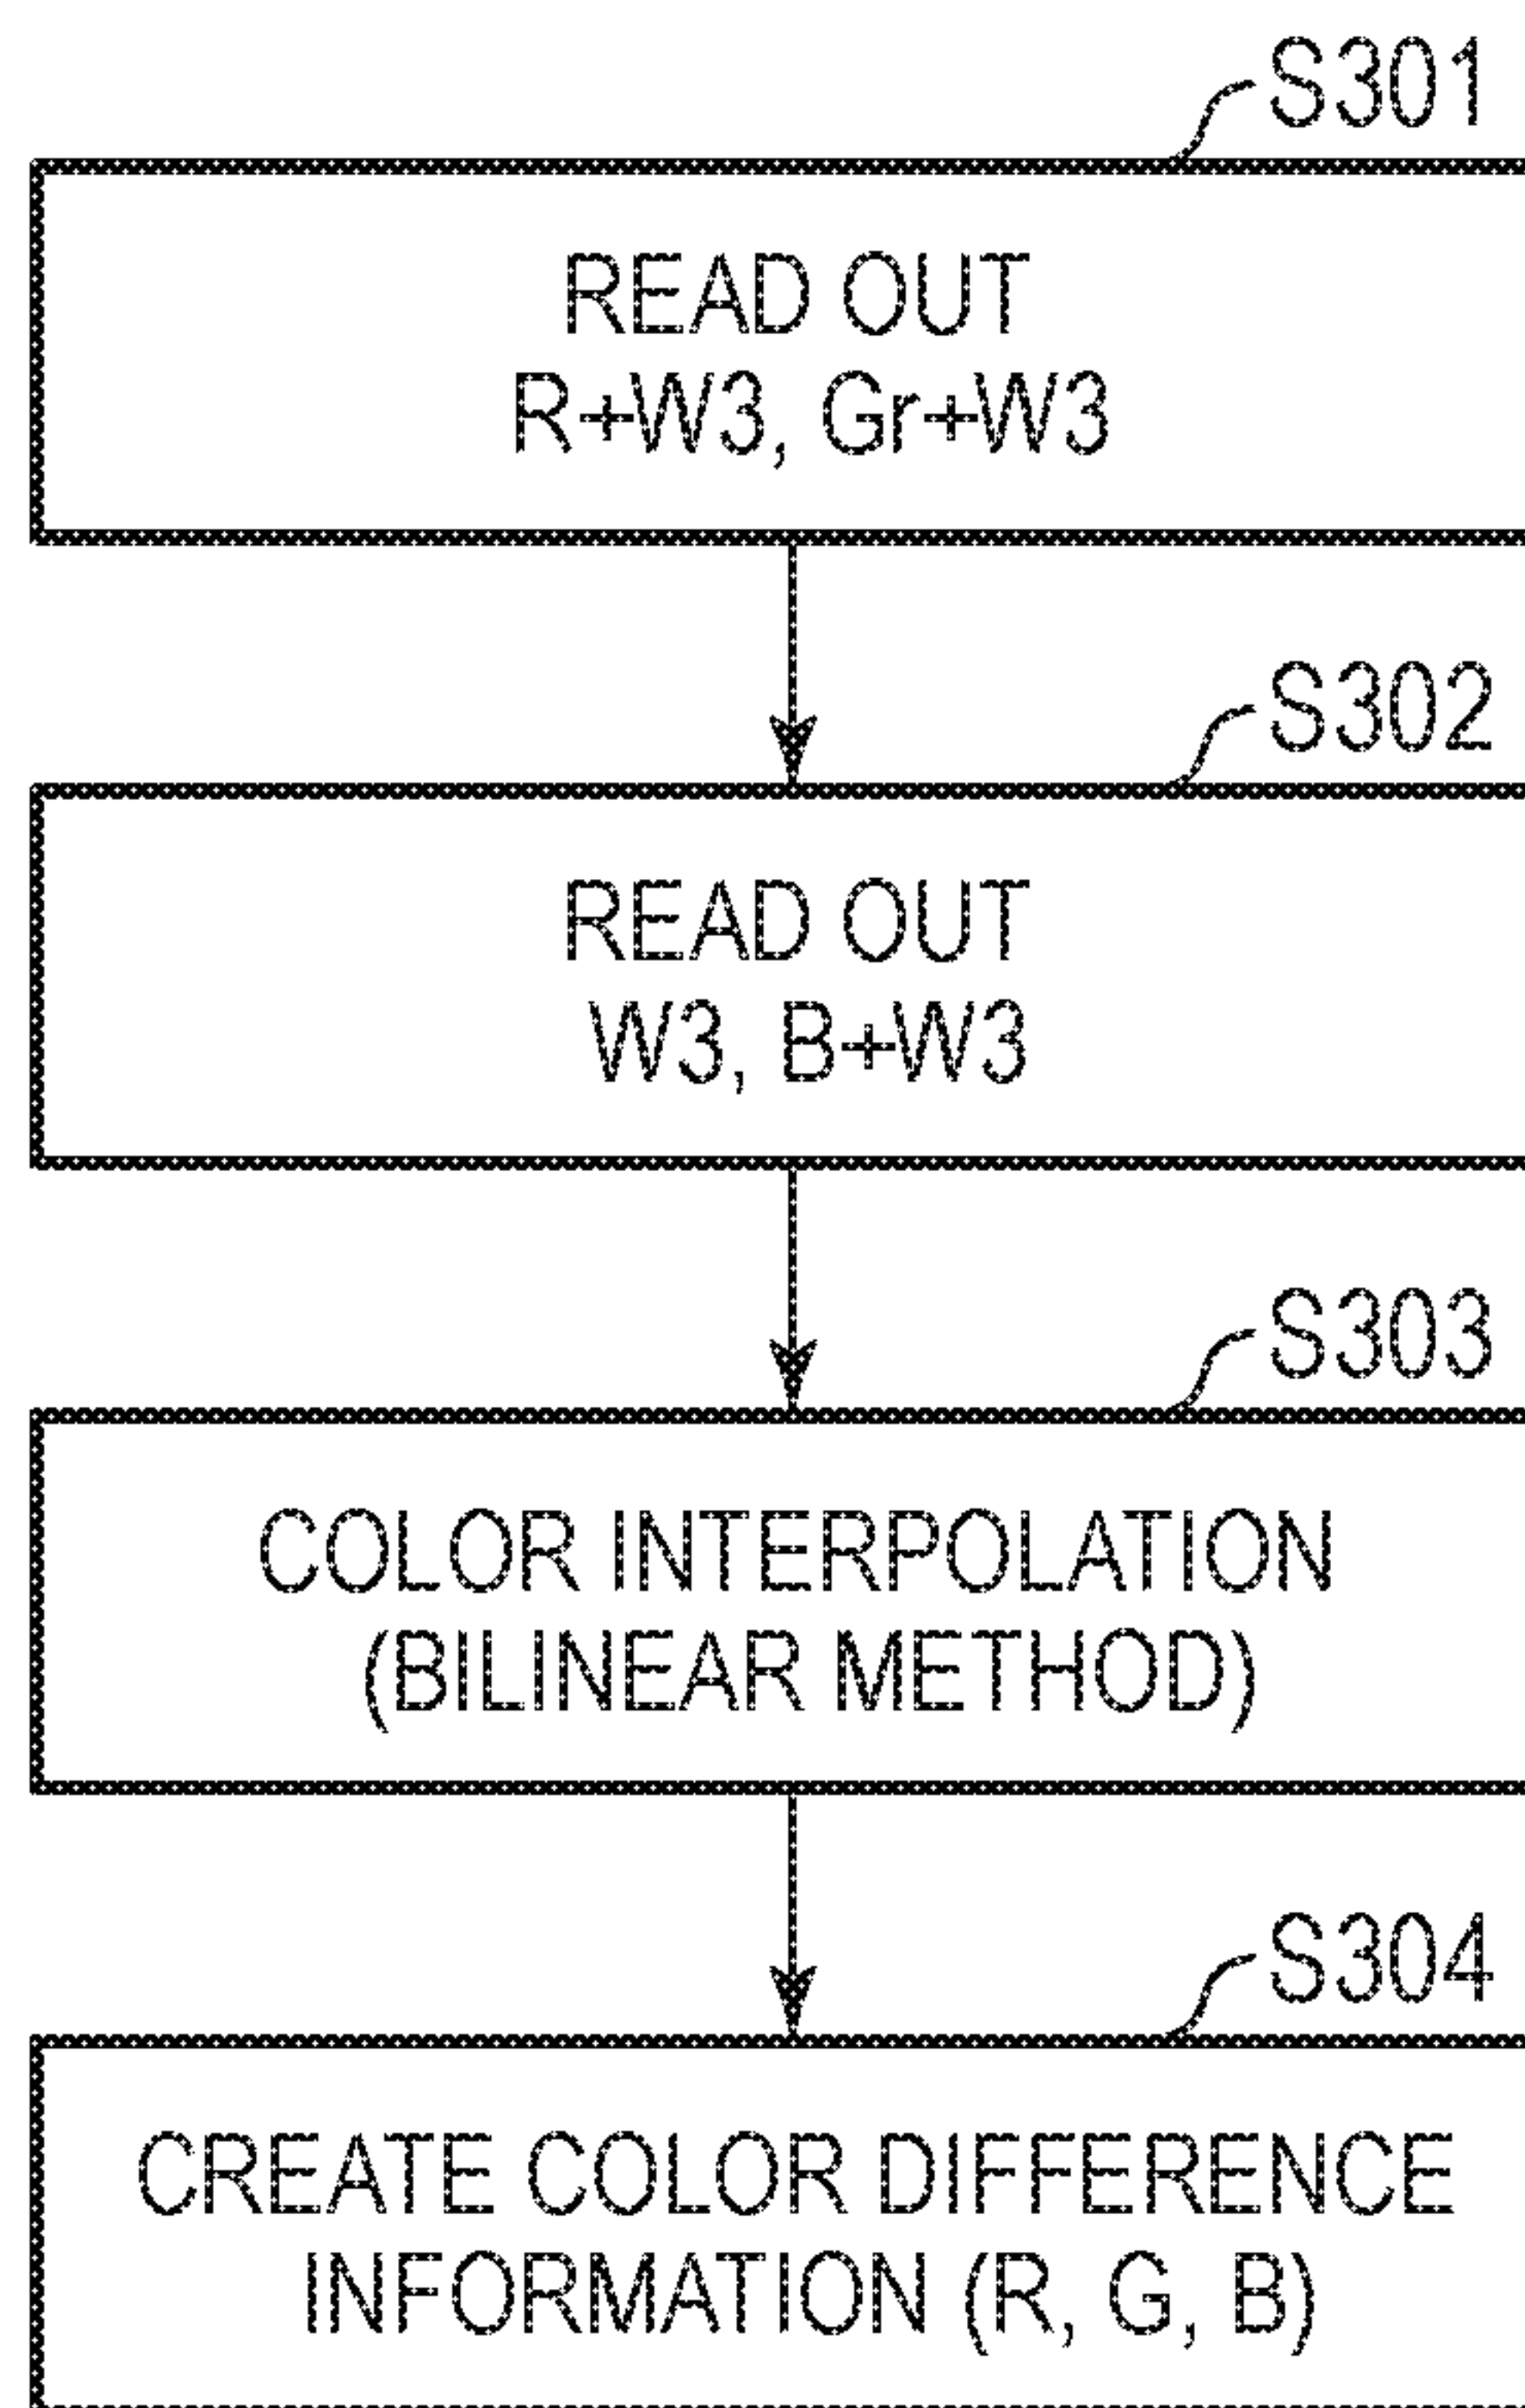 S301
READ OUT
R+W3, Gr+W3
S302
READ OUT
W3, B+W3
S303
COLOR INTERPOLATION
(BILINEAR METHOD)
S304
CREATE COLOR DIFFERENCE
INFORMATION (R, G, B)